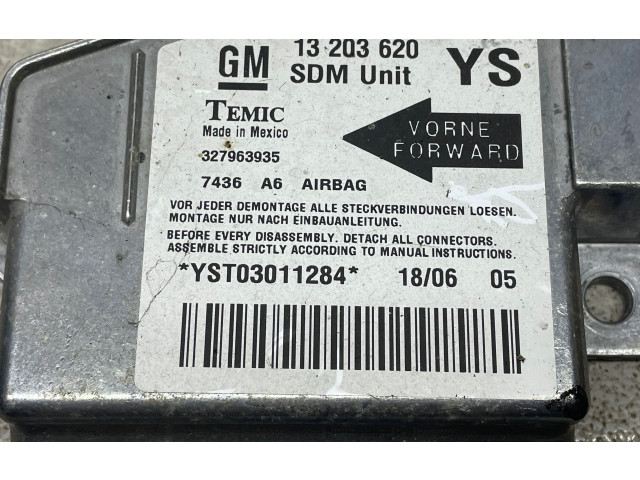 GM 13 203 620 YS
SDM Unit
TEMIC
Made in Mexico
VORNE
FORWARD
327963935
7436 A6 AIRBAG
VOR JEDER DEMONTAGE ALLE STECKVERBINDUNGEN LOESEN.
MONTAGE NUR NACH EINBAUANLEITUNG.
BEFORE EVERY DISASSEMBLY. DETACH ALL CONNECTORS.
ASSEMBLE STRICTLY ACCORDING TO MANUAL INSTRUCTIONS.
*YST03011284* 18/06 05